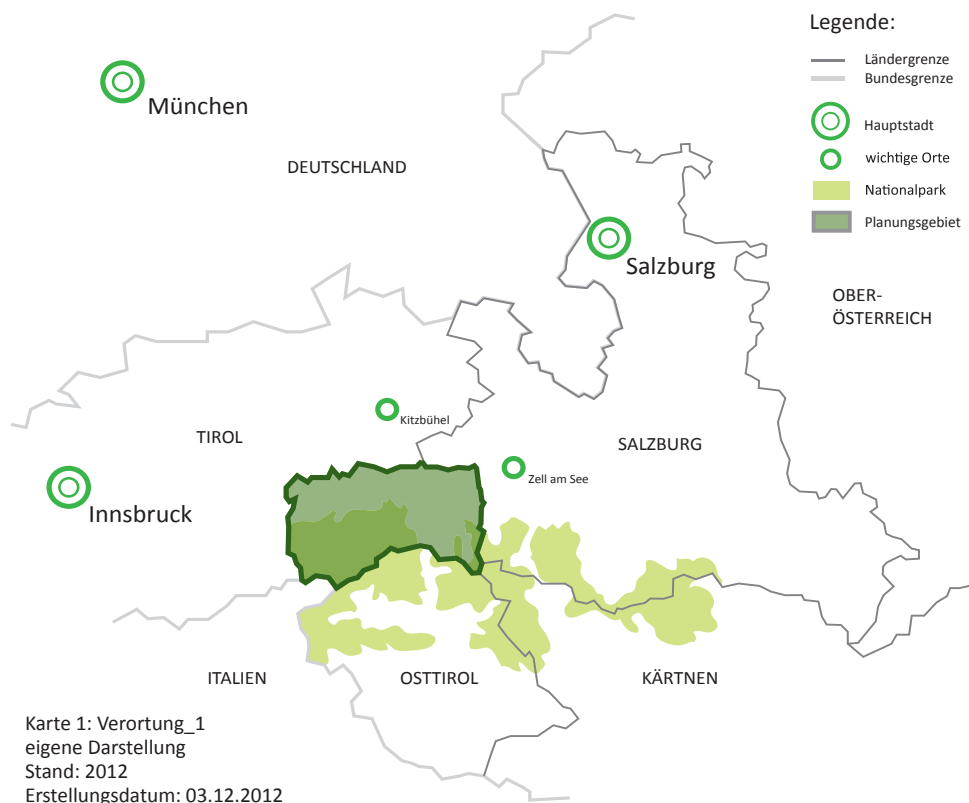 Legende:
Ländergrenze
Bundesgrenze
Hauptstadt
wichtige Orte
Nationalpark
Planungsgebiet
München
DEUTSCHLAND
Salzburg
OBER-
ÖSTERREICH
Kitzbühel
TIROL
SALZBURG
Zell am See
Innsbruck
ITALIEN
OSTTIROL
KÄRTNEN
Karte 1: Verortung_1
eigene Darstellung
Stand: 2012
Erstellungsdatum: 03.12.2012